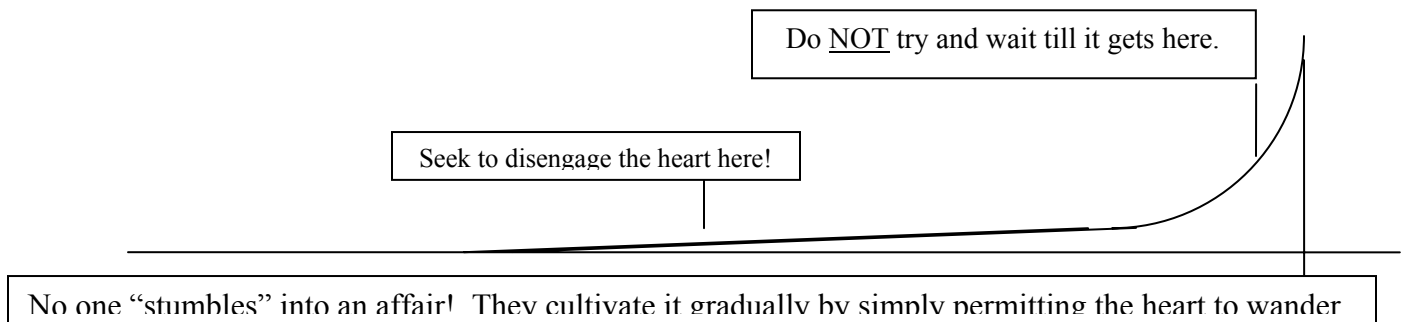 Do NOT try and wait till it gets here.
Seek to disengage the heart here!
No one “stumbles” into an affair!  They cultivate it gradually by simply permitting the heart to wander